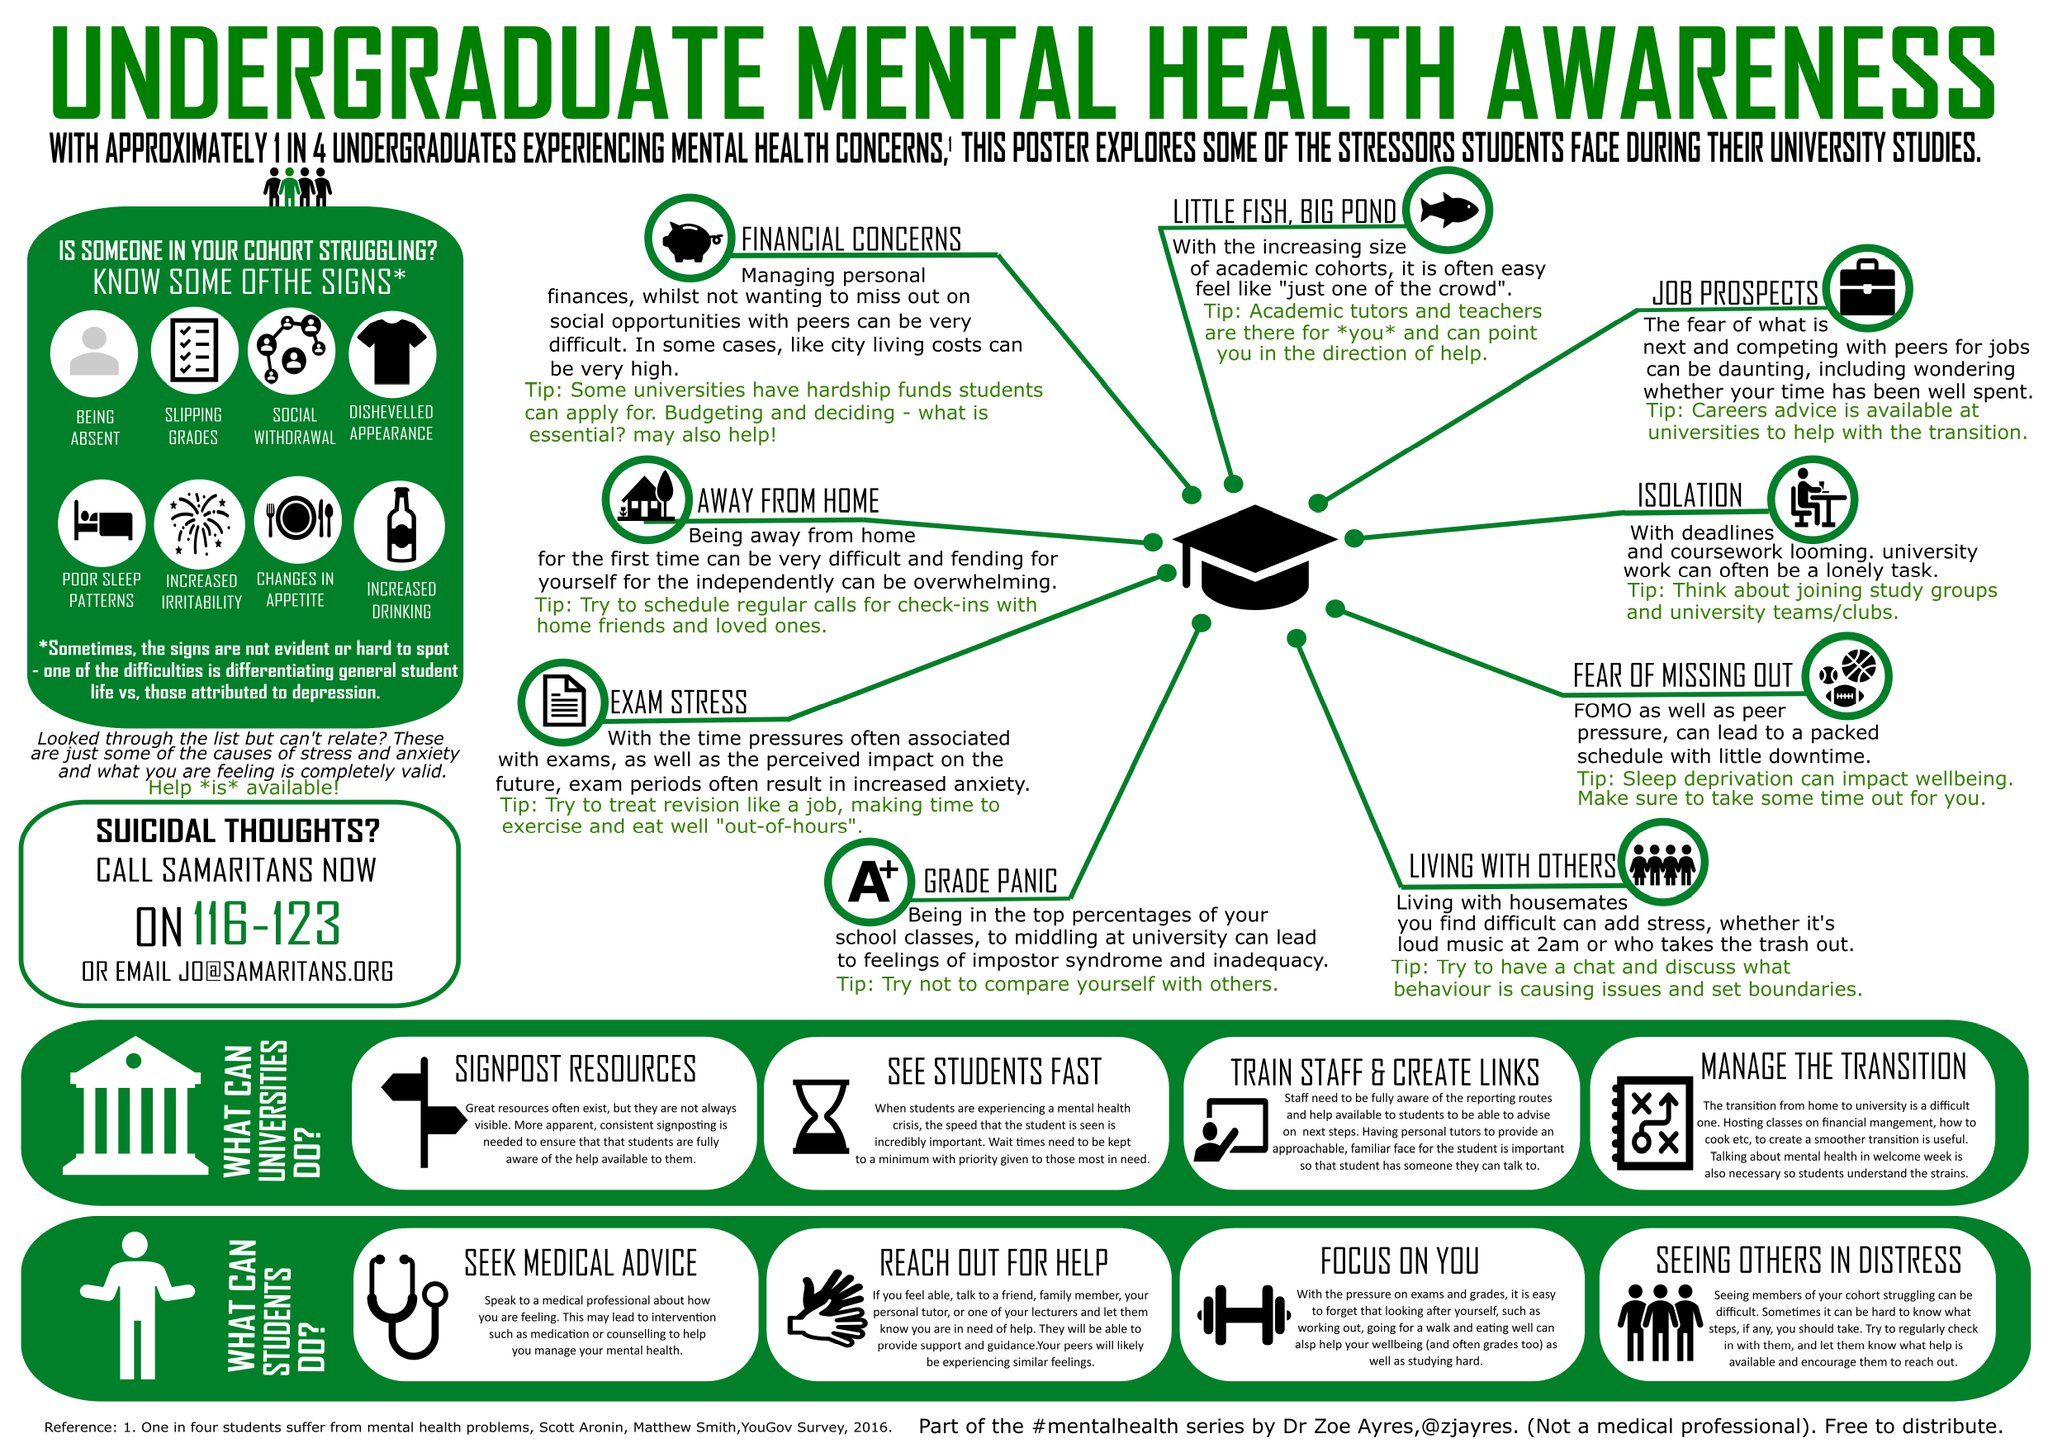 UNDERGRADUATE MENTAL HEALTH AWARENESS
WITH APPROXIMATELY 1 IN 4 UNDERGRADUATES EXPERIENCING MENTAL HEALTH CONCERNS,¹ THIS POSTER EXPLORES SOME OF THE STRESSORS STUDENTS FACE DURING THEIR UNIVERSITY STUDIES.
IS SOMEONE IN YOUR COHORT STRUGGLING?
KNOW SOME OFTHE SIGNS*
BEING
ABSENT
SLIPPING
GRADES
SOCIAL
WITHDRAWAL
DISHEVELLED
APPEARANCE
POOR SLEEP
PATTERNS
INCREASED
IRRITABILITY
CHANGES IN
APPETITE
INCREASED
DRINKING
*Sometimes, the signs are not evident or hard to spot
- one of the difficulties is differentiating general student
life vs, those attributed to depression.
Looked through the list but can't relate? These
are just some of the causes of stress and anxiety
and what you are feeling is completely valid.
Help *is* available!
SUICIDAL THOUGHTS?
CALL SAMARITANS NOW
ON 116-123
OR EMAIL JO@SAMARITANS.ORG
FINANCIAL CONCERNS
Managing personal
finances, whilst not wanting to miss out on
social opportunities with peers can be very
difficult. In some cases, like city living costs can
be very high.
Tip: Some universities have hardship funds students
can apply for. Budgeting and deciding - what is
essential? may also help!
AWAY FROM HOME
Being away from home
for the first time can be very difficult and fending for
yourself for the independently can be overwhelming.
Tip: Try to schedule regular calls for check-ins with
home friends and loved ones.
EXAM STRESS
With the time pressures often associated
with exams, as well as the perceived impact on the
future, exam periods often result in increased anxiety.
Tip: Try to treat revision like a job, making time to
exercise and eat well "out-of-hours".
A+
GRADE PANIC
Being in the top percentages of your
school classes, to middling at university can lead
to feelings of impostor syndrome and inadequacy.
Tip: Try not to compare yourself with others.
LITTLE FISH, BIG POND
With the increasing size
of academic cohorts, it is often easy
feel like "just one of the crowd".
Tip: Academic tutors and teachers
are there for *you* and can point
you in the direction of help.
JOB PROSPECTS
The fear of what is
next and competing with peers for jobs
can be daunting, including wondering
whether your time has been well spent.
Tip: Careers advice is available at
universities to help with the transition.
ISOLATION
With deadlines
and coursework looming. university
work can often be a lonely task.
Tip: Think about joining study groups
and university teams/clubs.
FEAR OF MISSING OUT
FOMO as well as peer
pressure, can lead to a packed
schedule with little downtime.
Tip: Sleep deprivation can impact wellbeing.
Make sure to take some time out for you.
LIVING WITH OTHERS
Living with housemates
you find difficult can add stress, whether it's
loud music at 2am or who takes the trash out.
Tip: Try to have a chat and discuss what
behaviour is causing issues and set boundaries.
WHAT CAN
UNIVERSITIES
DO?
SIGNPOST RESOURCES
Great resources often exist, but they are not always
visible. More apparent, consistent signposting is
needed to ensure that that students are fully
aware of the help available to them.
SEE STUDENTS FAST
When students are experiencing a mental health
crisis, the speed that the student is seen is
incredibly important. Wait times need to be kept
to a minimum with priority given to those most in need.
TRAIN STAFF & CREATE LINKS
Staff need to be fully aware of the reporting routes
and help available to students to be able to advise
on next steps. Having personal tutors to provide an
approachable, familiar face for the student is important
so that student has someone they can talk to.
MANAGE THE TRANSITION
The transition from home to university is a difficult
one. Hosting classes on financial mangement, how to
cook etc, to create a smoother transition is useful.
Talking about mental health in welcome week is
also necessary so students understand the strains.
WHAT CAN
STUDENTS
DO?
SEEK MEDICAL ADVICE
Speak to a medical professional about how
you are feeling. This may lead to intervention
such as medication or counselling to help
you manage your mental health.
REACH OUT FOR HELP
If you feel able, talk to a friend, family member, your
personal tutor, or one of your lecturers and let them
know you are in need of help. They will be able to
provide support and guidance.Your peers will likely
be experiencing similar feelings.
FOCUS ON YOU
With the pressure on exams and grades, it is easy
to forget that looking after yourself, such as
working out, going for a walk and eating well can
alsp help your wellbeing (and often grades too) as
well as studying hard.
SEEING OTHERS IN DISTRESS
Seeing members of your cohort struggling can be
difficult. Sometimes it can be hard to know what
steps, if any, you should take. Try to regularly check
in with them, and let them know what help is
available and encourage them to reach out.
Reference: 1. One in four students suffer from mental health problems, Scott Aronin, Matthew Smith,YouGov Survey, 2016.
Part of the #mentalhealth series by Dr Zoe Ayres,@zjayres. (Not a medical professional). Free to distribute.